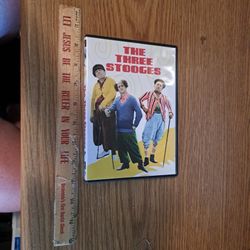 LET JESUS BE THE RULER IN YOUR LIFE
THE
THREE
STOOGES